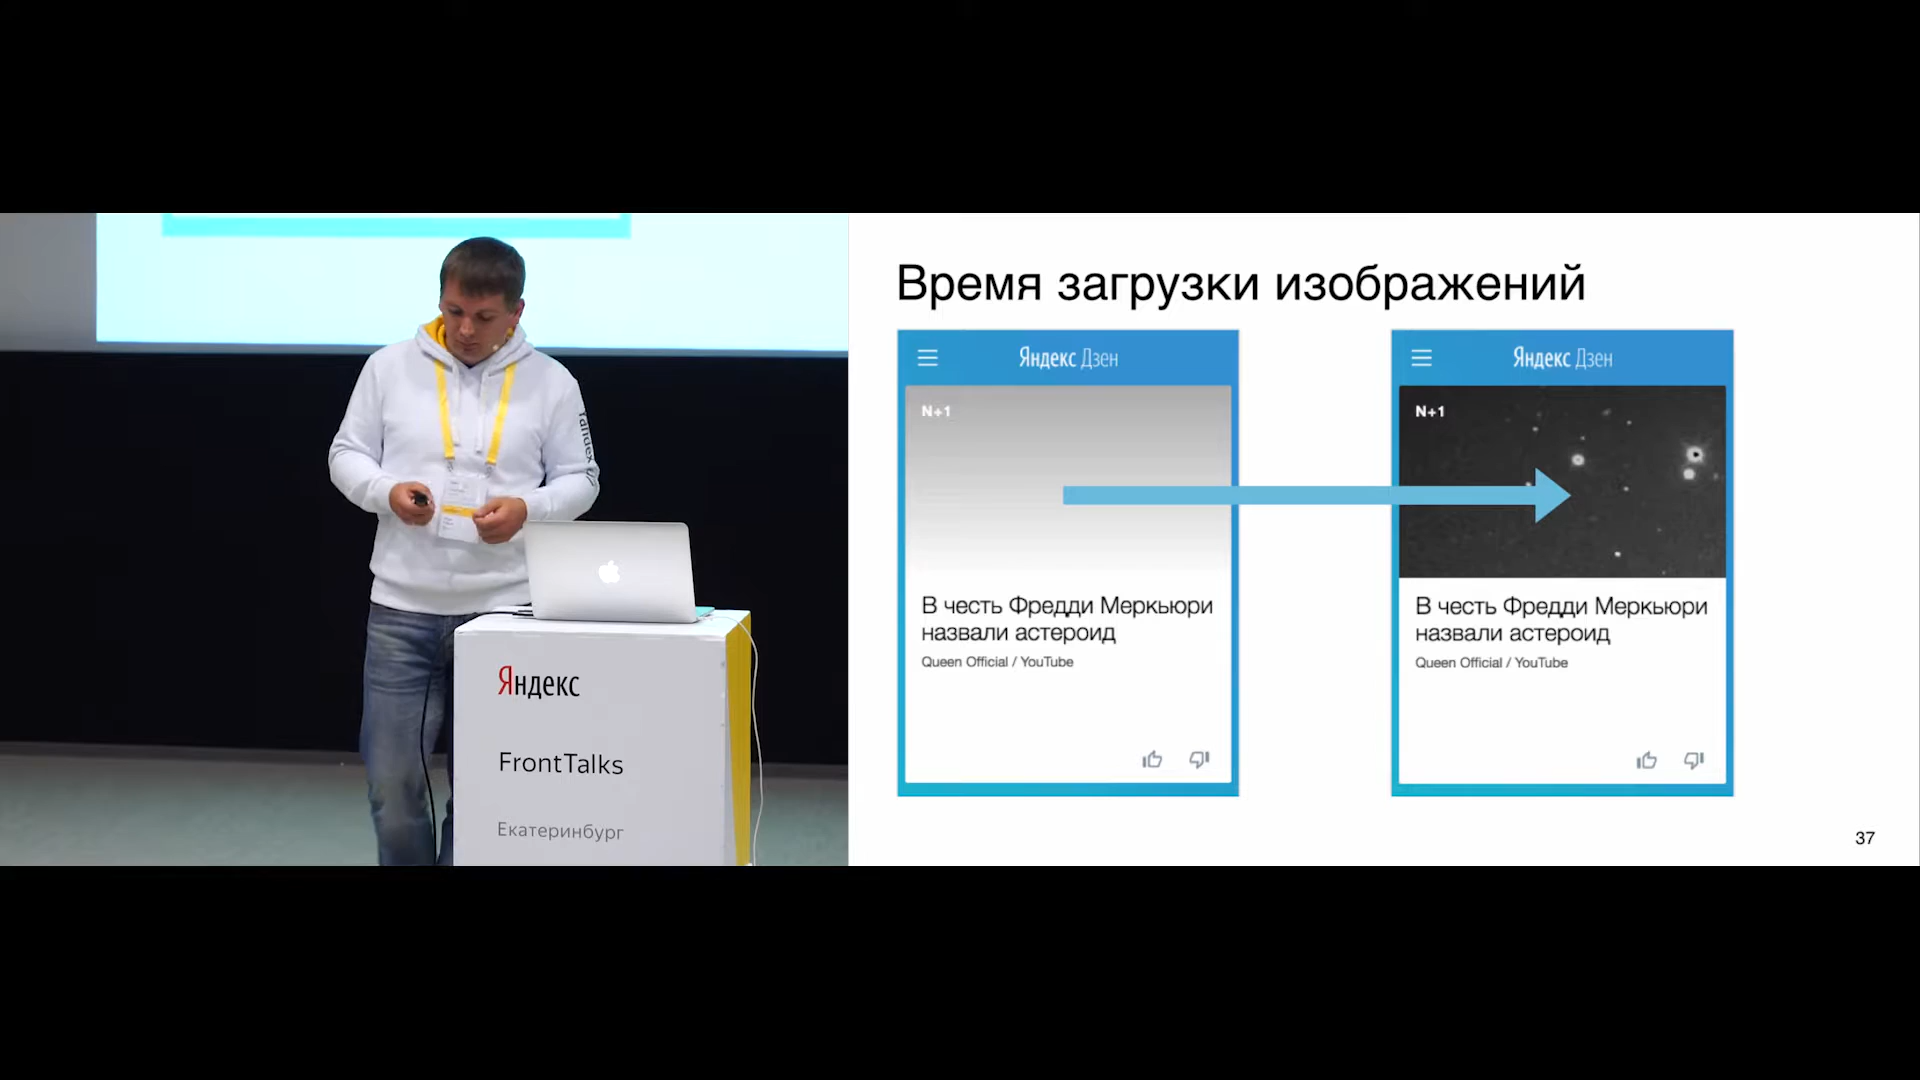 Yandex
Яндекс
FrontTalks
Екатеринбург
Время загрузки изображений
Яндекс Дзен
N+1
В честь Фредди Меркьюри
назвали астероид
Queen Official / YouTube
Яндекс Дзен
N+1
В честь Фредди Меркьюри
назвали астероид
Queen Official / YouTube
37